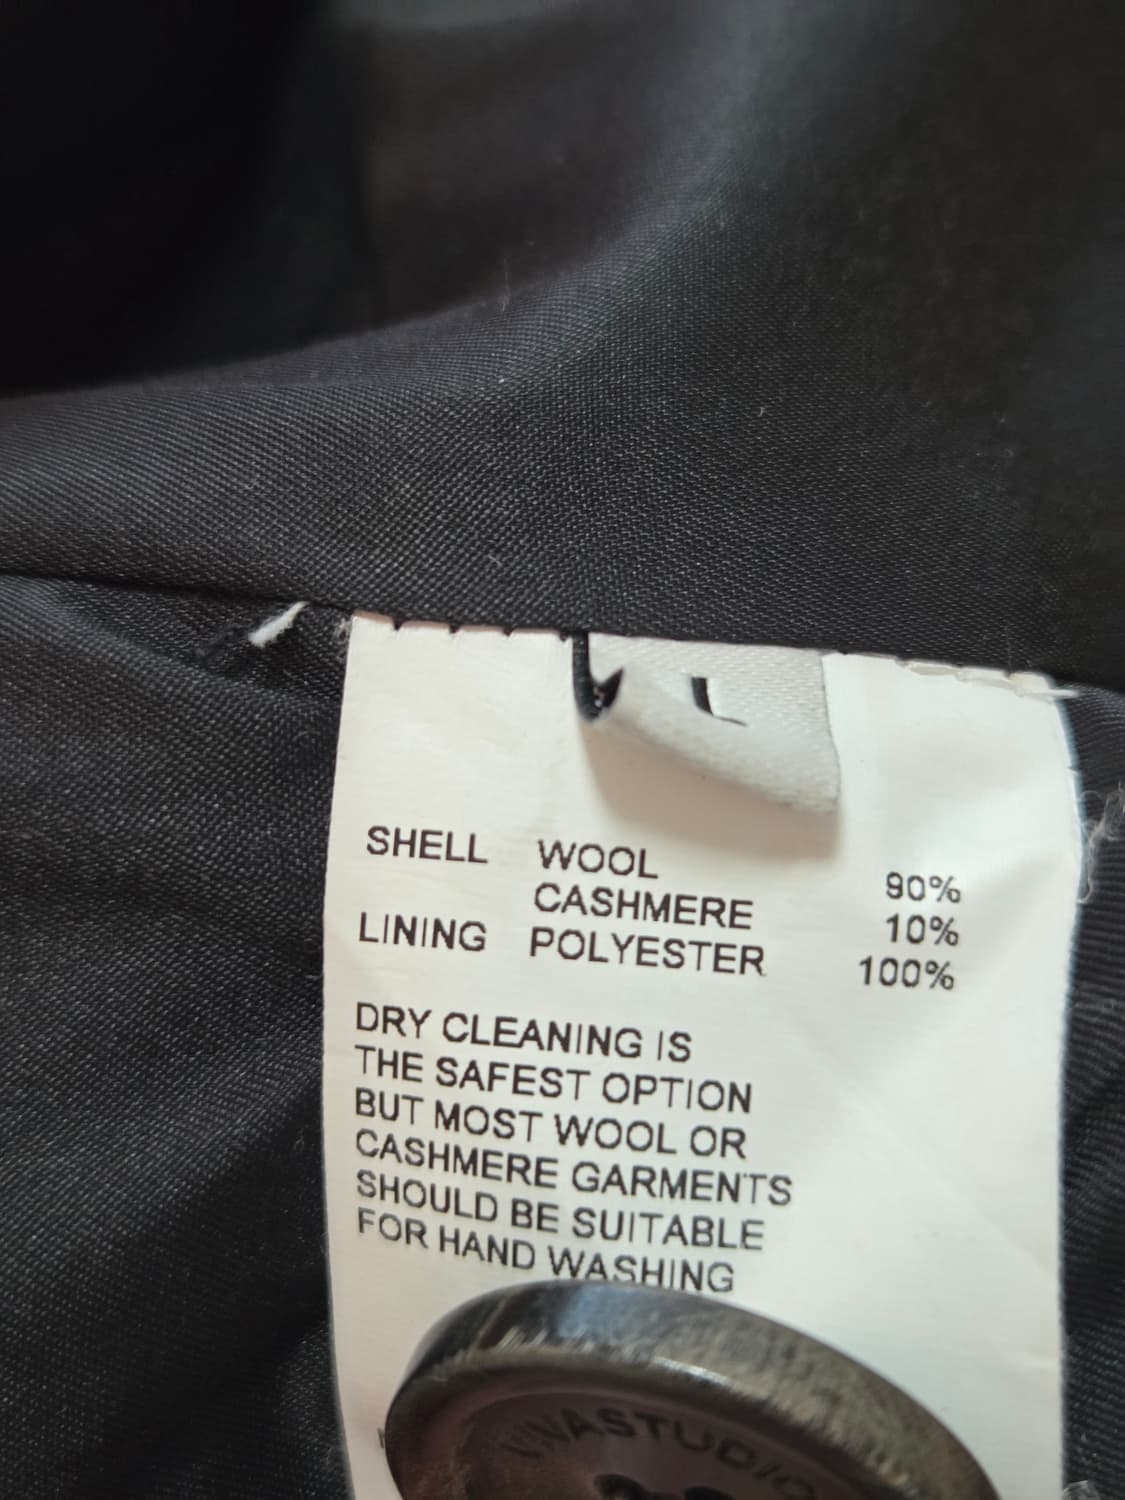 L
SHELL WOOL 90%
CASHMERE 10%
LINING POLYESTER 100%
DRY CLEANING IS
THE SAFEST OPTION
BUT MOST WOOL OR
CASHMERE GARMENTS
SHOULD BE SUITABLE
FOR HAND WASHING
VIVASTUDIO